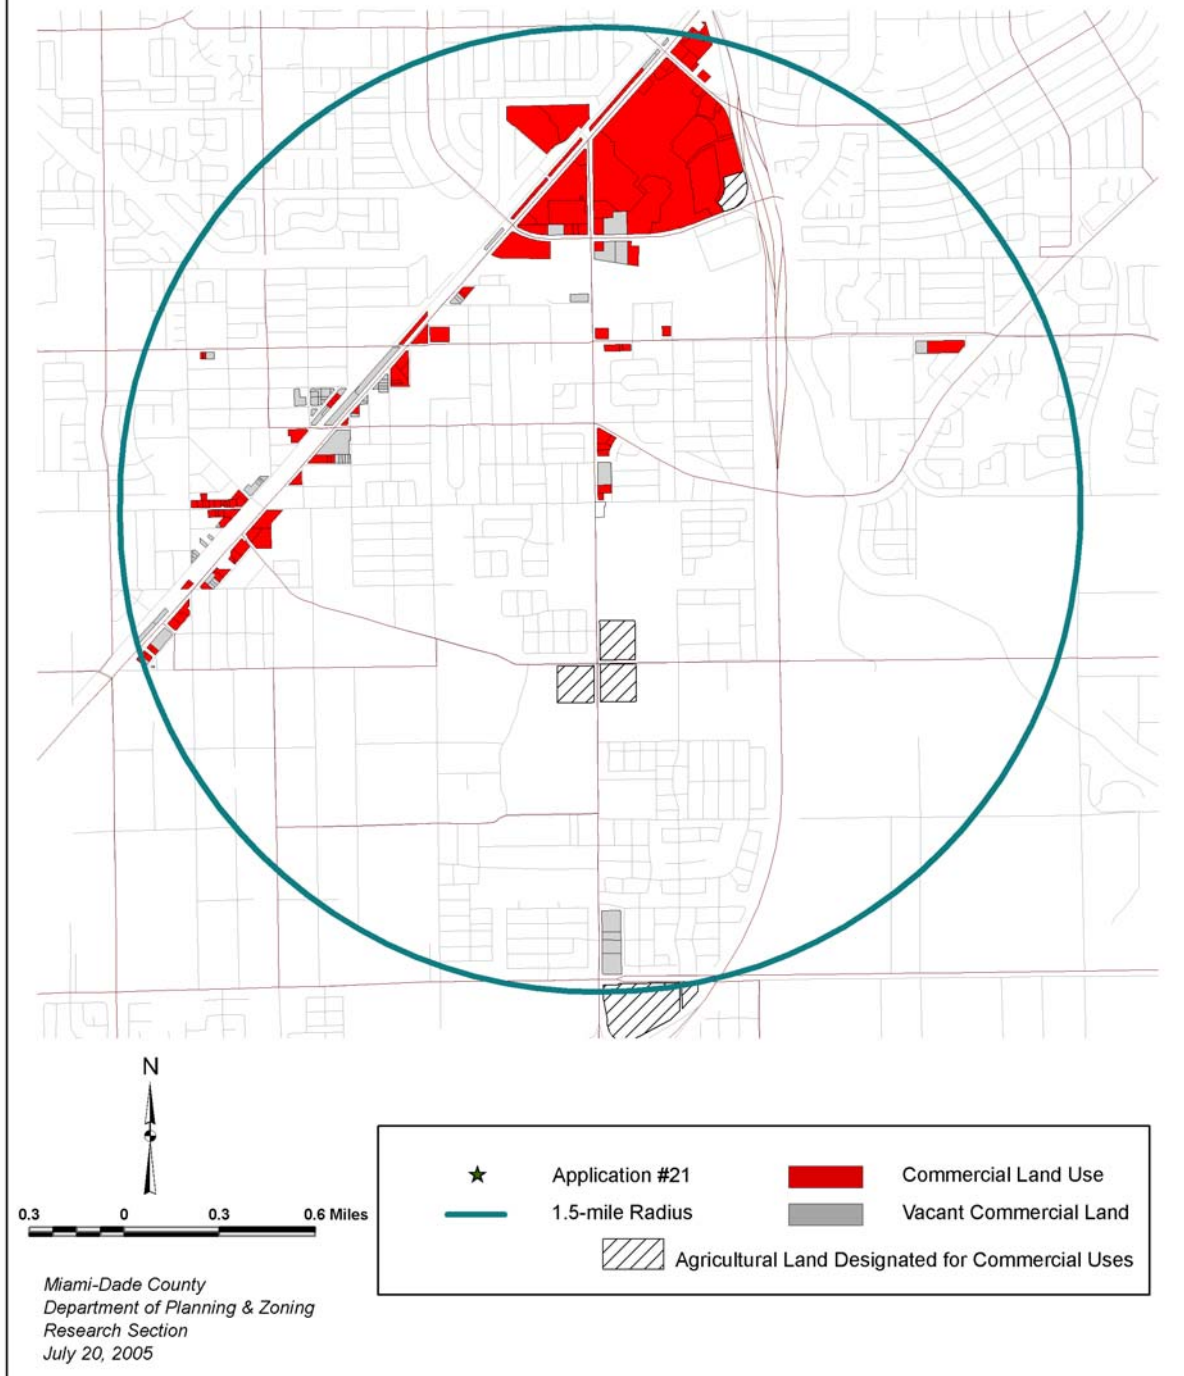 N
0.3 0 0.3 0.6 Miles
Application #21
Commercial Land Use
1.5-mile Radius
Vacant Commercial Land
Agricultural Land Designated for Commercial Uses
Miami-Dade County
Department of Planning & Zoning
Research Section
July 20, 2005